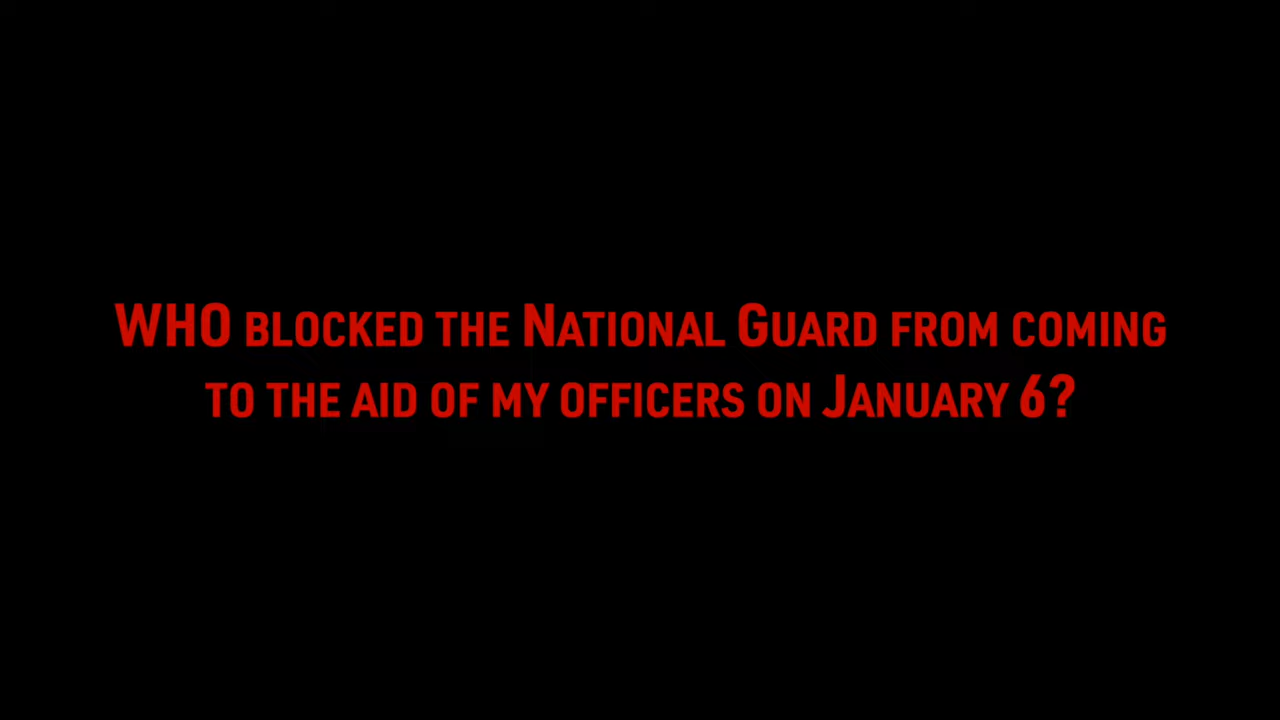 WHO BLOCKED THE NATIONAL GUARD FROM COMING
TO THE AID OF MY OFFICERS ON JANUARY 6?